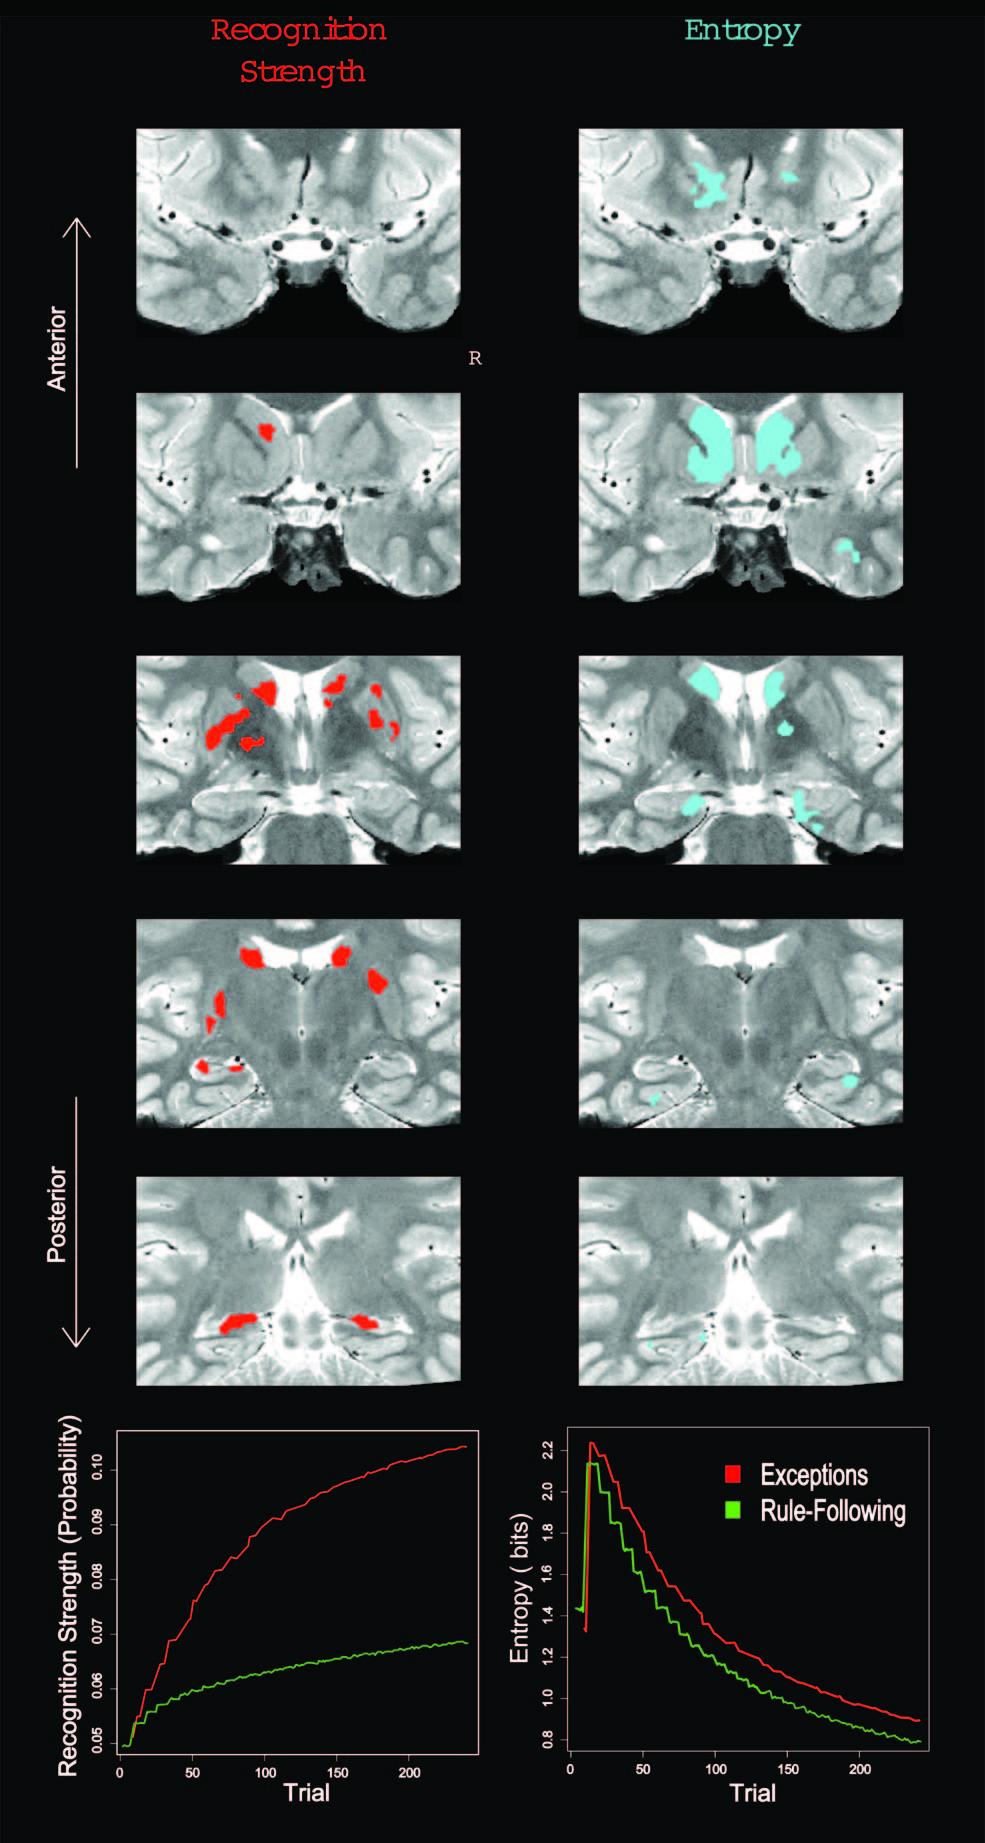 Recognition
Strength
Entropy
Anterior
R
Posterior
Recognition Strength (Probability)
0.10
0.09
0.08
0.07
0.06
0.05
0
50
100
150
200
Trial
Entropy ( bits)
2.2
2.0
1.8
1.6
1.4
1.2
1.0
0.8
Exceptions
Rule-Following
0
50
100
150
200
Trial